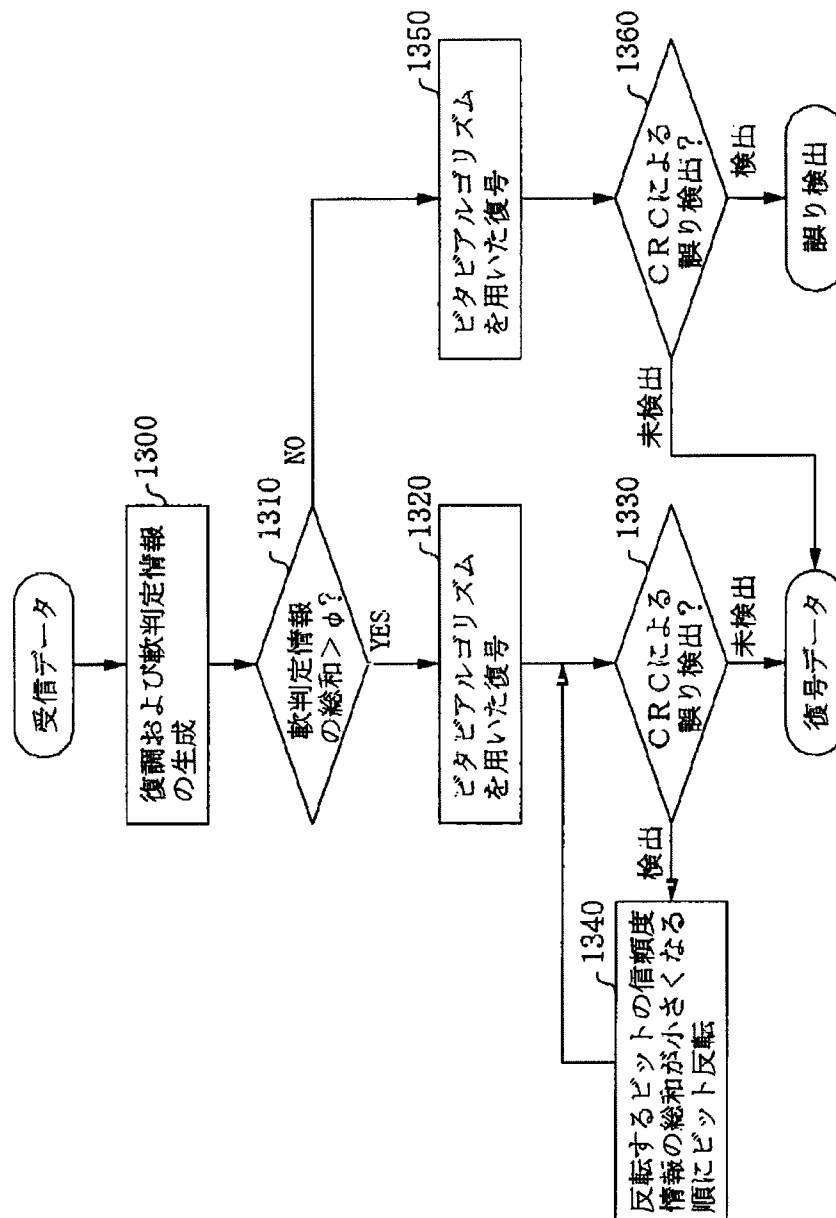 受信データ
1300
復調および軟判定情報
の生成
1310
軟判定情報
の総和＞φ?
NO
YES
1320
ビタビアルゴリズム
を用いた復号
1350
ビタビアルゴリズム
を用いた復号
1330
CRCによる
誤り検出?
検出
未検出
1340
反転するビットの信頼度
情報の総和が小さくなる
順にビット反転
1360
CRCによる
誤り検出?
未検出
検出
復号データ
誤り検出